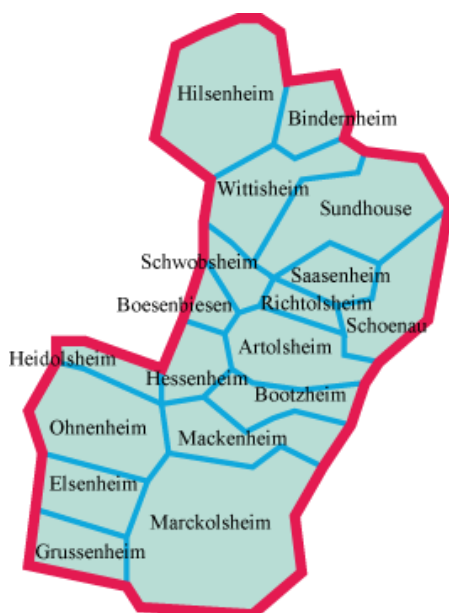 Hilsenheim
Bindernheim
Wittisheim
Sundhouse
Schwobsheim
Saasenheim
Boesenbiesen
Richtolsheim
Schoenau
Artolsheim
Heidolsheim
Hessenheim
Bootzheim
Ohnenheim
Mackenheim
Elsenheim
Marckolsheim
Grussenheim